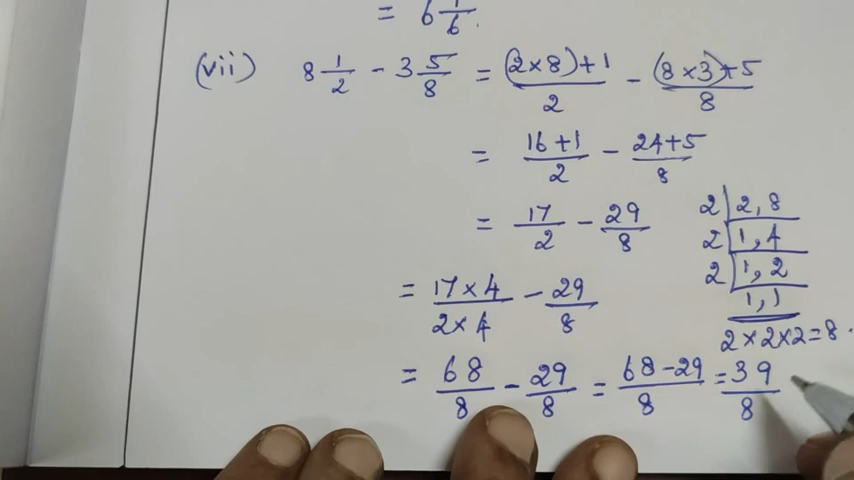 = 6 1/6.
(vii) 8 1/2 - 3 5/8 = (2×8)+1/2 - (8×3)+5/8
= 16+1/2 - 24+5/8
= 17/2 - 29/8
2 | 2, 8
2 | 1, 4
2 | 1, 2
1, 1
2×2×2=8.
= 17×4/2×4 - 29/8
= 68/8 - 29/8 = 68-29/8 = 39/8